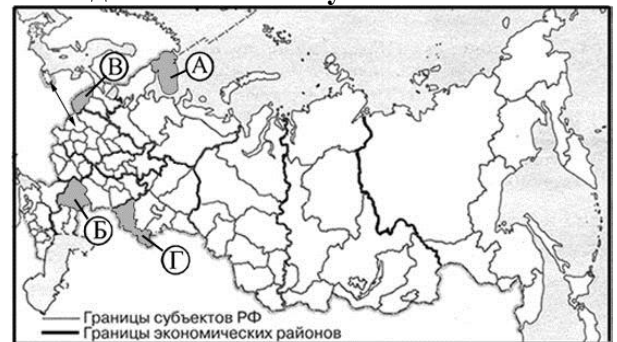 В
А
Б
Г
Границы субъектов РФ
Границы экономических районов